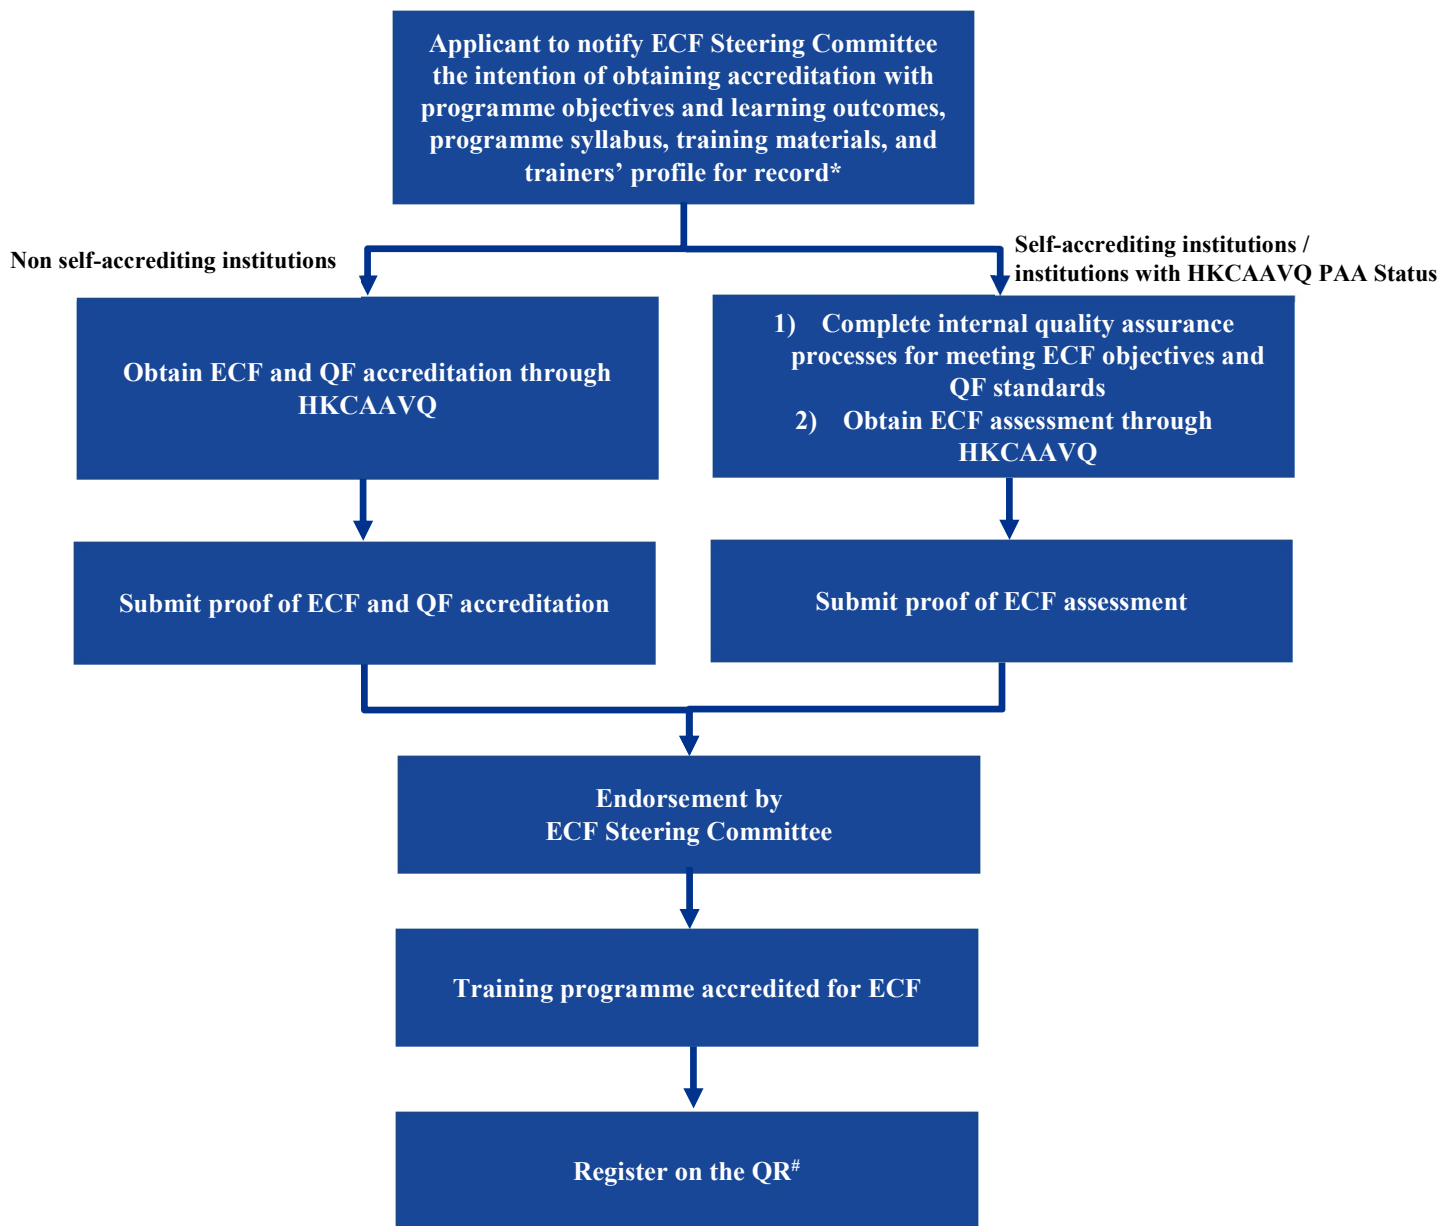 Applicant to notify ECF Steering Committee
the intention of obtaining accreditation with
programme objectives and learning outcomes,
programme syllabus, training materials, and
trainers’ profile for record*
Non self-accrediting institutions
Self-accrediting institutions /
institutions with HKCAAVQ PAA Status
Obtain ECF and QF accreditation through
HKCAAVQ
1) Complete internal quality assurance
processes for meeting ECF objectives and
QF standards
2) Obtain ECF assessment through
HKCAAVQ
Submit proof of ECF and QF accreditation
Submit proof of ECF assessment
Endorsement by
ECF Steering Committee
Training programme accredited for ECF
Register on the QR#